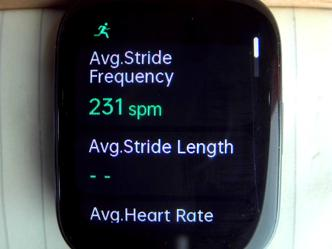 Avg.Stride
Frequency
231 spm
Avg.Stride Length
- -
Avg.Heart Rate